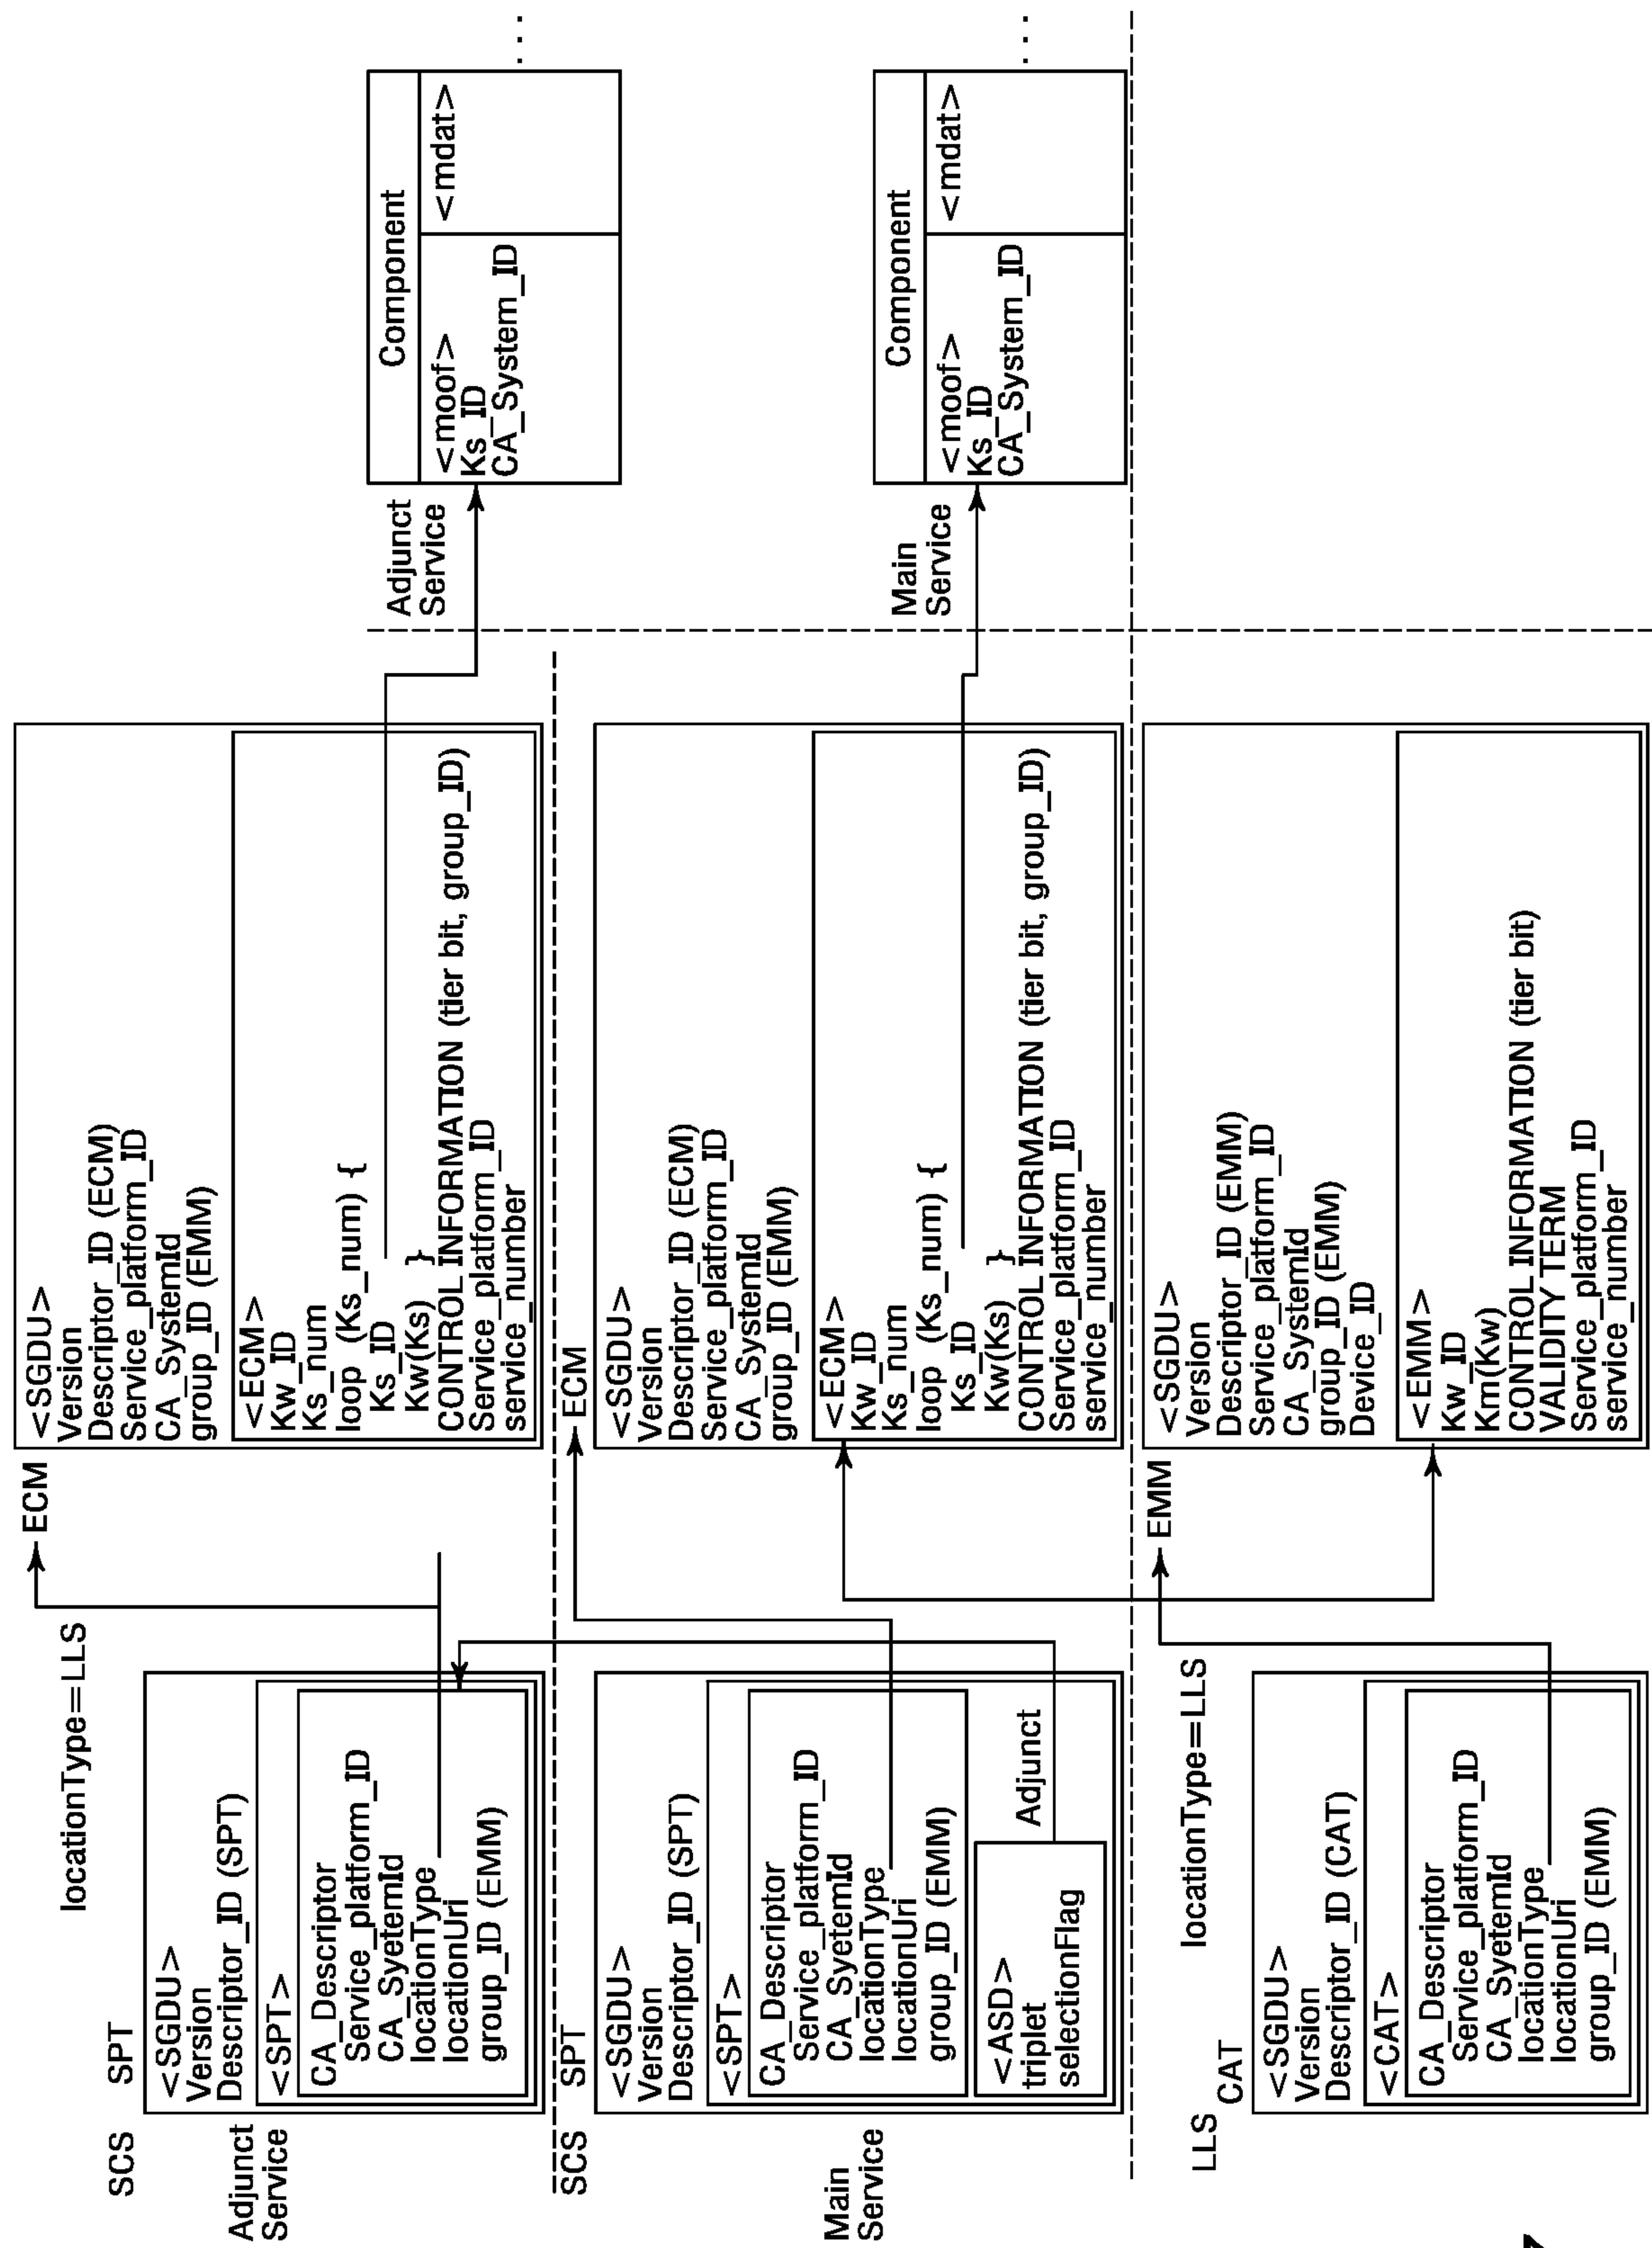 SCS
SPT
Adjunct
Service
<SGDU>
Version
Descriptor_ID (SPT)
<SPT>
CA_Descriptor
Service_platform_ID
CA_SyetemId
locationType
locationUri
group_ID (EMM)
locationType=LLS
ECM
<SGDU>
Version
Descriptor_ID (ECM)
Service_platform_ID
CA_SystemId
group_ID (EMM)
<ECM>
Kw_ID
Ks_num
loop (Ks_num) {
Ks_ID
Kw(Ks) }
CONTROL INFORMATION (tier bit, group_ID)
Service_platform_ID
service_number
Adjunct
Service
Component
<moof>
Ks_ID
CA_System_ID
<mdat>
. . .
SCS
SPT
Main
Service
<SGDU>
Version
Descriptor_ID (SPT)
<SPT>
CA_Descriptor
Service_platform_ID
CA_SyetemId
locationType
locationUri
group_ID (EMM)
<ASD>
triplet
selectionFlag
Adjunct
ECM
<SGDU>
Version
Descriptor_ID (ECM)
Service_platform_ID
CA_SystemId
group_ID (EMM)
<ECM>
Kw_ID
Ks_num
loop (Ks_num) {
Ks_ID
Kw(Ks) }
CONTROL INFORMATION (tier bit, group_ID)
Service_platform_ID
service_number
Main
Service
Component
<moof>
Ks_ID
CA_System_ID
<mdat>
. . .
LLS
CAT
<SGDU>
Version
Descriptor_ID (CAT)
<CAT>
CA_Descriptor
Service_platform_ID
CA_SyetemId
locationType
locationUri
group_ID (EMM)
locationType=LLS
EMM
<SGDU>
Version
Descriptor_ID (EMM)
Service_platform_ID
CA_SystemId
group_ID (EMM)
Device_ID
<EMM>
Kw_ID
Km(Kw)
CONTROL INFORMATION (tier bit)
VALIDITY TERM
Service_platform_ID
service_number